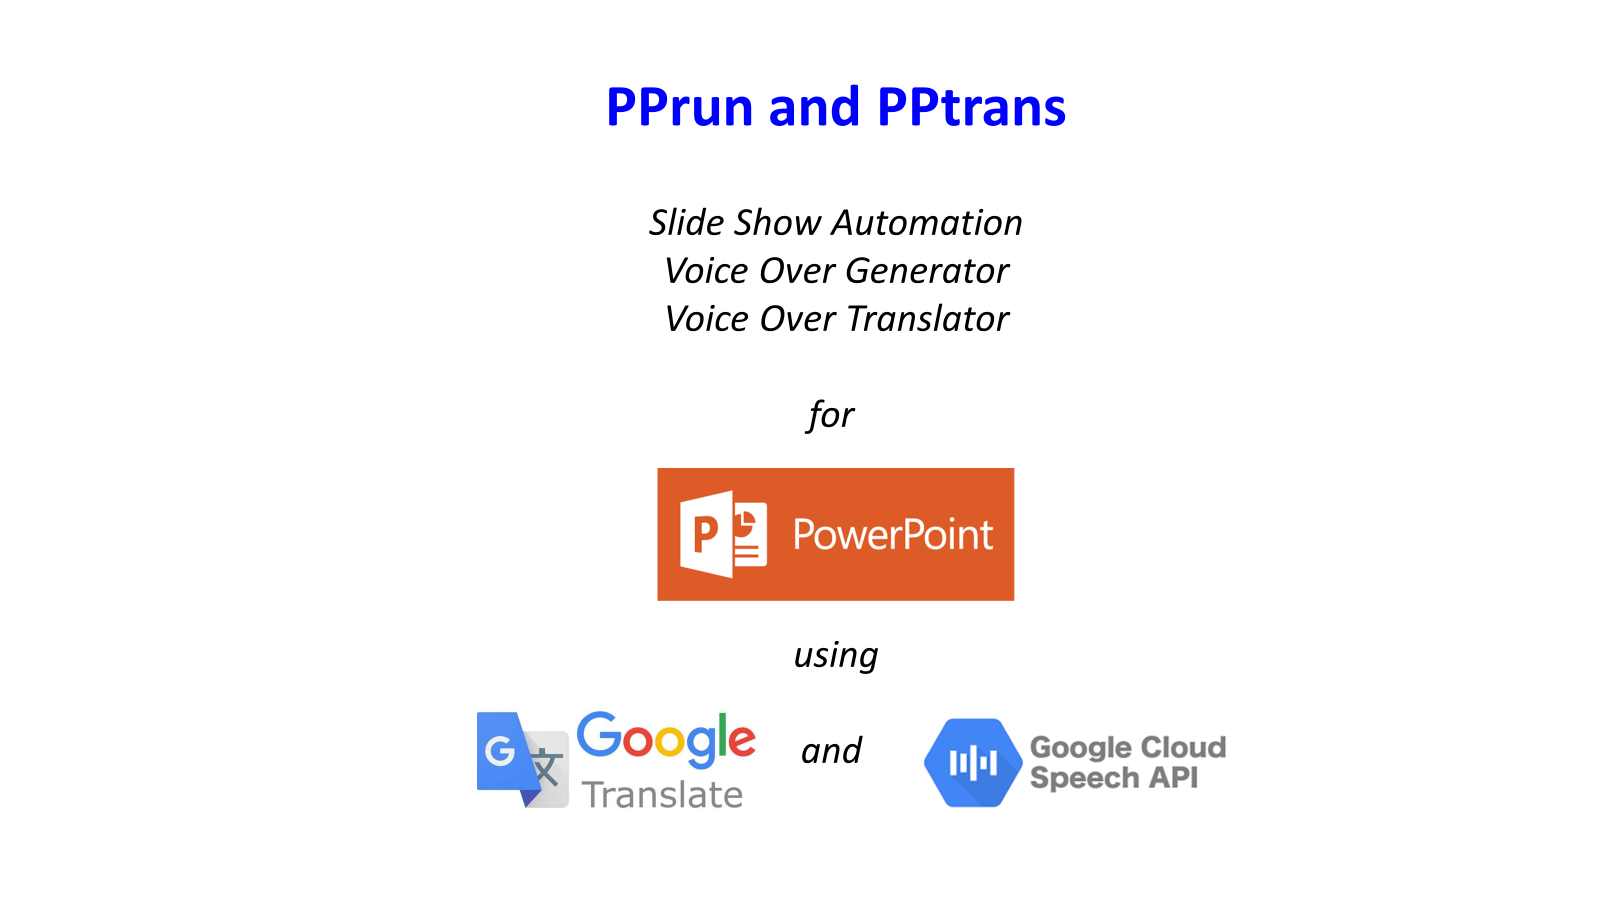 PPrun and PPtrans
Slide Show Automation
Voice Over Generator
Voice Over Translator
for
P PowerPoint
using
G 文 Google
Translate
and
Google Cloud
Speech API